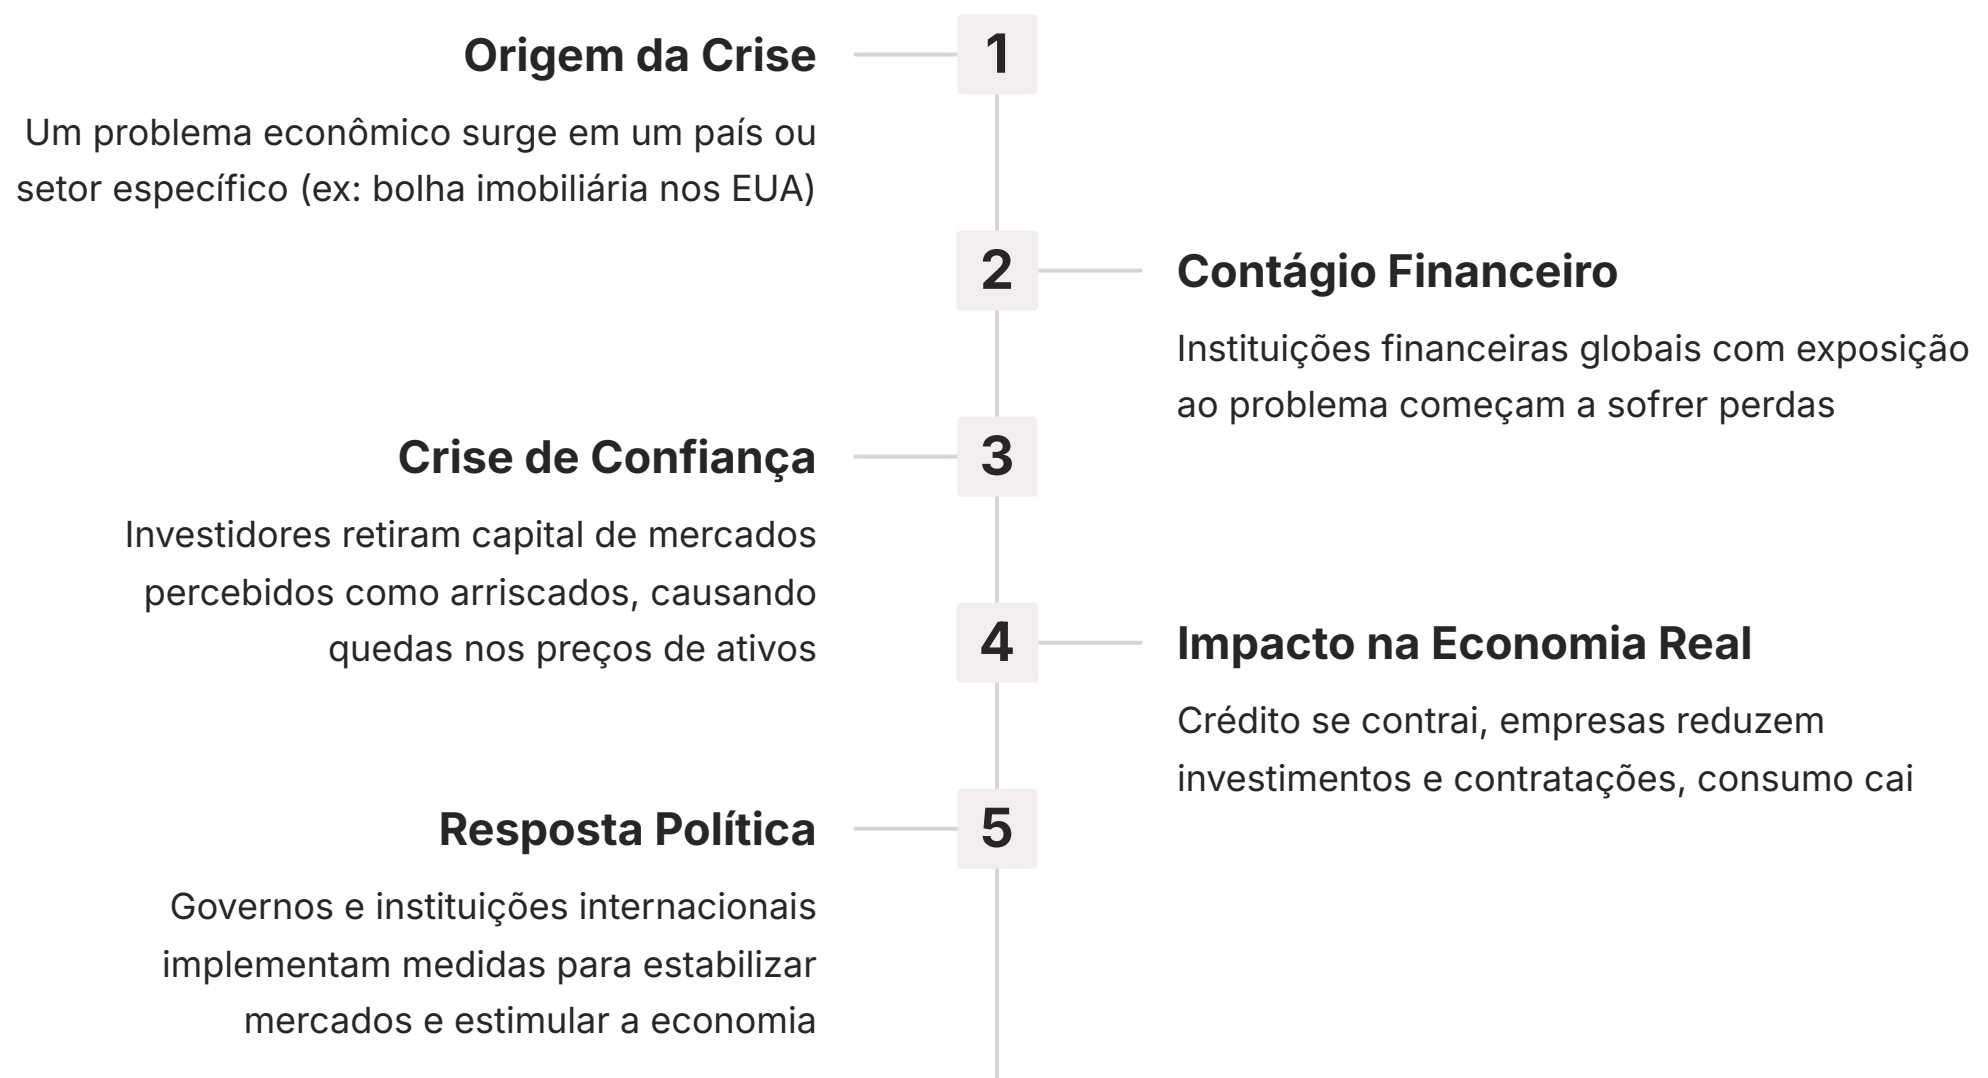 Origem da Crise
1
Um problema econômico surge em um país ou
setor específico (ex: bolha imobiliária nos EUA)
2
Contágio Financeiro
Instituições financeiras globais com exposição
ao problema começam a sofrer perdas
Crise de Confiança
3
Investidores retiram capital de mercados
percebidos como arriscados, causando
quedas nos preços de ativos
4
Impacto na Economia Real
Crédito se contrai, empresas reduzem
investimentos e contratações, consumo cai
Resposta Política
5
Governos e instituições internacionais
implementam medidas para estabilizar
mercados e estimular a economia